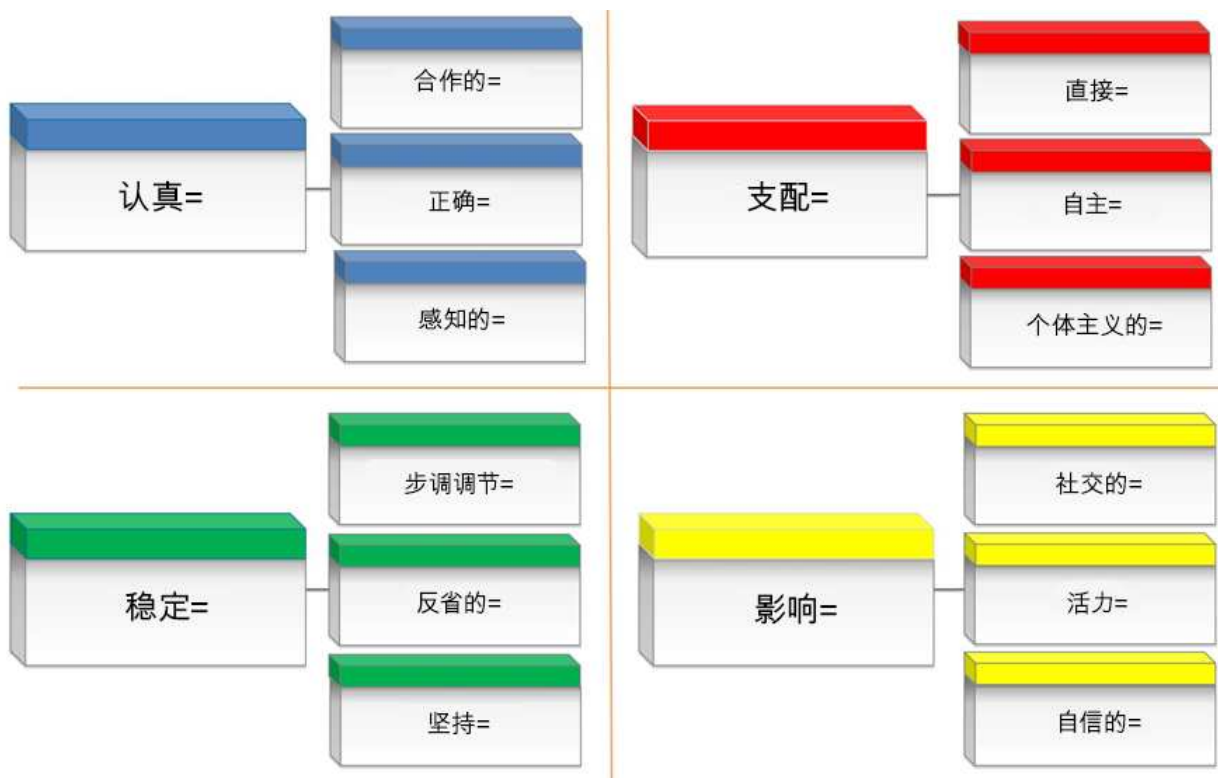 认真=
合作的=
正确=
感知的=
支配=
直接=
自主=
个体主义的=
稳定=
步调调节=
反省的=
坚持=
影响=
社交的=
活力=
自信的=